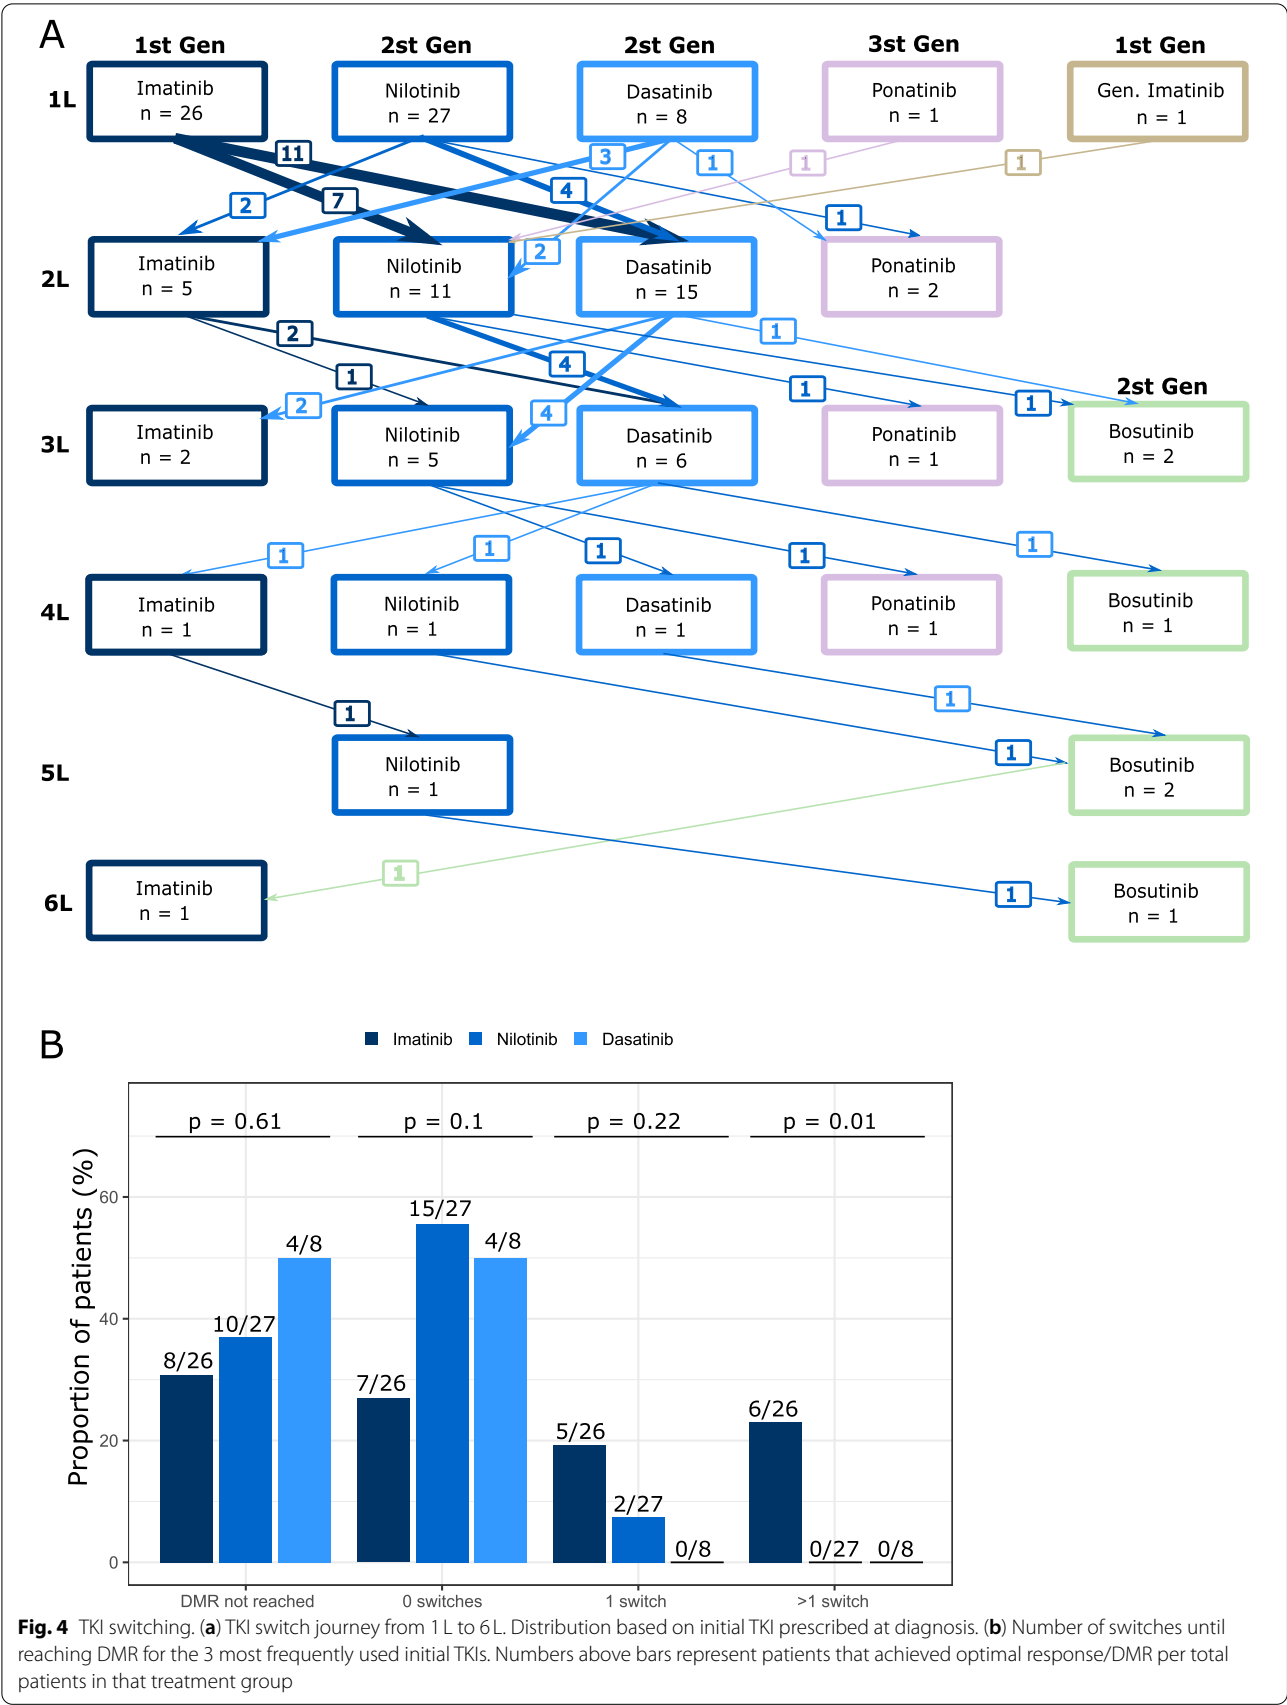 A
1st Gen 2st Gen 2st Gen 3st Gen 1st Gen
1L
Imatinib
n = 26
Nilotinib
n = 27
Dasatinib
n = 8
Ponatinib
n = 1
Gen. Imatinib
n = 1
11 3 1 1 1
2 7 4 1
2
2L
Imatinib
n = 5
Nilotinib
n = 11
Dasatinib
n = 15
Ponatinib
n = 2
2 1
1 4 1
2 4 1
2st Gen
3L
Imatinib
n = 2
Nilotinib
n = 5
Dasatinib
n = 6
Ponatinib
n = 1
Bosutinib
n = 2
1 1 1 1 1
4L
Imatinib
n = 1
Nilotinib
n = 1
Dasatinib
n = 1
Ponatinib
n = 1
Bosutinib
n = 1
1 1
1
5L
Nilotinib
n = 1
Bosutinib
n = 2
1
1
6L
Imatinib
n = 1
Bosutinib
n = 1
B
Imatinib Nilotinib Dasatinib
p = 0.61 p = 0.1 p = 0.22 p = 0.01
Proportion of patients (%)
60
40
20
0
8/26 10/27 4/8
7/26 15/27 4/8
5/26 2/27 0/8
6/26 0/27 0/8
DMR not reached 0 switches 1 switch >1 switch
Fig. 4 TKI switching. (a) TKI switch journey from 1 L to 6 L. Distribution based on initial TKI prescribed at diagnosis. (b) Number of switches until
reaching DMR for the 3 most frequently used initial TKIs. Numbers above bars represent patients that achieved optimal response/DMR per total
patients in that treatment group